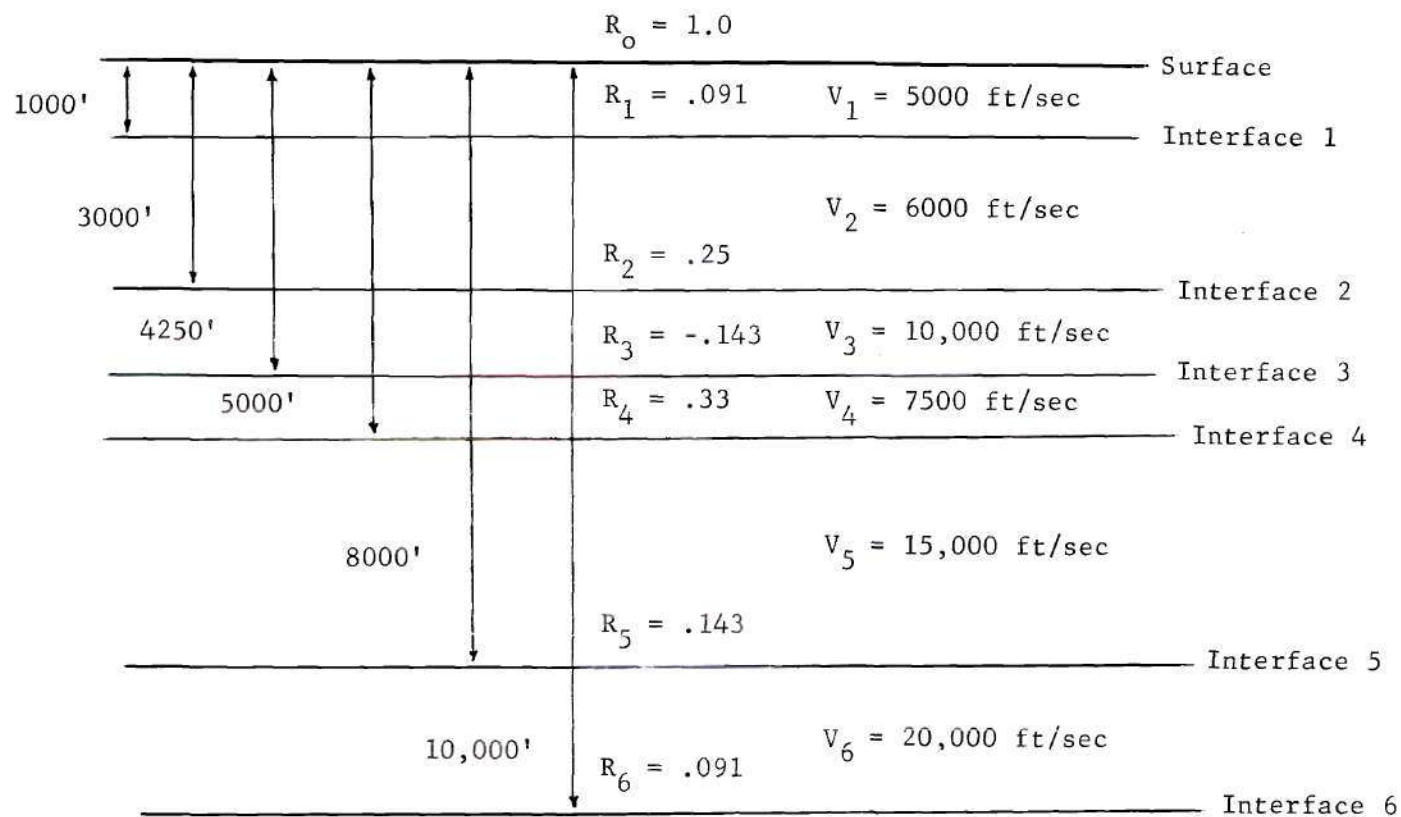 R_o = 1.0
Surface
1000'
R_1 = .091 V_1 = 5000 ft/sec
Interface 1
3000'
V_2 = 6000 ft/sec
R_2 = .25
Interface 2
4250'
R_3 = -.143 V_3 = 10,000 ft/sec
Interface 3
5000'
R_4 = .33 V_4 = 7500 ft/sec
Interface 4
8000'
V_5 = 15,000 ft/sec
R_5 = .143
Interface 5
10,000'
V_6 = 20,000 ft/sec
R_6 = .091
Interface 6